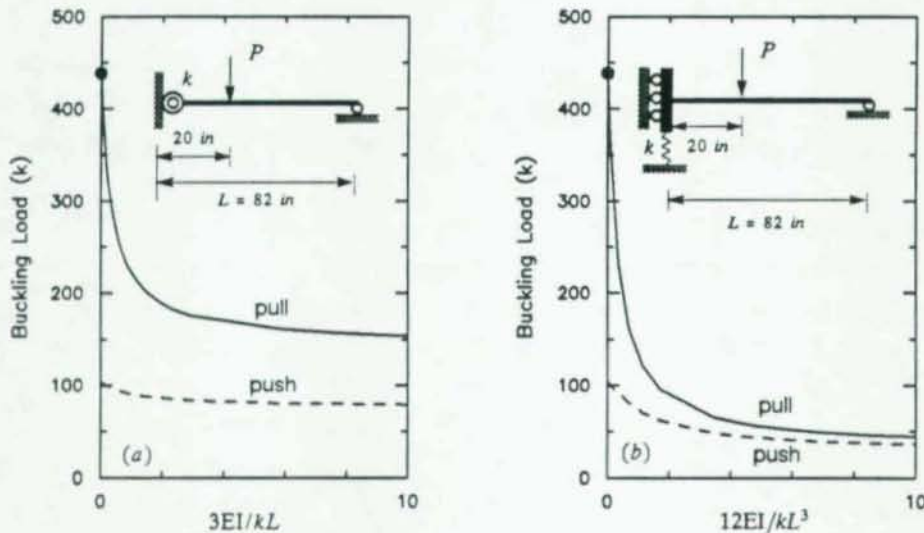 500
400
300
200
100
0
Buckling Load (k)
P
k
20 in
L = 82 in
pull
push
(a)
0
10
3EI/kL
500
400
300
200
100
0
Buckling Load (k)
P
k
20 in
L = 82 in
pull
push
(b)
0
10
12EI/kL³